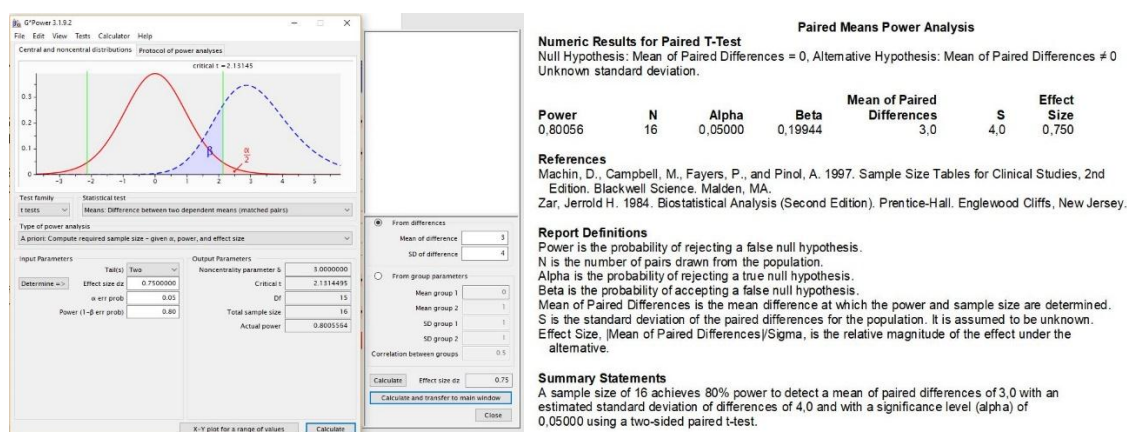 G*Power 3.1.9.2
File Edit View Tests Calculator Help
Central and noncentral distributions Protocol of power analyses
critical t = 2.13145
0.3
0.2
0.1
0
-3 -2 -1 0 1 2 3 4 5
β
α/2
Test family Statistical test
t tests Means: Difference between two dependent means (matched pairs)
Type of power analysis
A priori: Compute required sample size - given α, power, and effect size
Input Parameters Output Parameters
Tail(s) Two Noncentrality parameter δ 3.0000000
Determine => Effect size dz 0.7500000 Critical t 2.1314495
α err prob 0.05 Df 15
Power (1-β err prob) 0.80 Total sample size 16
Actual power 0.8005564
X-Y plot for a range of values Calculate
From differences
Mean of difference 3
SD of difference 4
From group parameters
Mean group 1 0
Mean group 2 1
SD group 1 1
SD group 2 1
Correlation between groups 0.5
Calculate Effect size dz 0.75
Calculate and transfer to main window
Close
Paired Means Power Analysis
Numeric Results for Paired T-Test
Null Hypothesis: Mean of Paired Differences = 0, Alternative Hypothesis: Mean of Paired Differences ≠ 0
Unknown standard deviation.
Mean of Paired Effect
Power N Alpha Beta Differences S Size
0,80056 16 0,05000 0,19944 3,0 4,0 0,750
References
Machin, D., Campbell, M., Fayers, P., and Pinol, A. 1997. Sample Size Tables for Clinical Studies, 2nd
Edition. Blackwell Science. Malden, MA.
Zar, Jerrold H. 1984. Biostatistical Analysis (Second Edition). Prentice-Hall. Englewood Cliffs, New Jersey.
Report Definitions
Power is the probability of rejecting a false null hypothesis.
N is the number of pairs drawn from the population.
Alpha is the probability of rejecting a true null hypothesis.
Beta is the probability of accepting a false null hypothesis.
Mean of Paired Differences is the mean difference at which the power and sample size are determined.
S is the standard deviation of the paired differences for the population. It is assumed to be unknown.
Effect Size, |Mean of Paired Differences|/Sigma, is the relative magnitude of the effect under the
alternative.
Summary Statements
A sample size of 16 achieves 80% power to detect a mean of paired differences of 3,0 with an
estimated standard deviation of differences of 4,0 and with a significance level (alpha) of
0,05000 using a two-sided paired t-test.